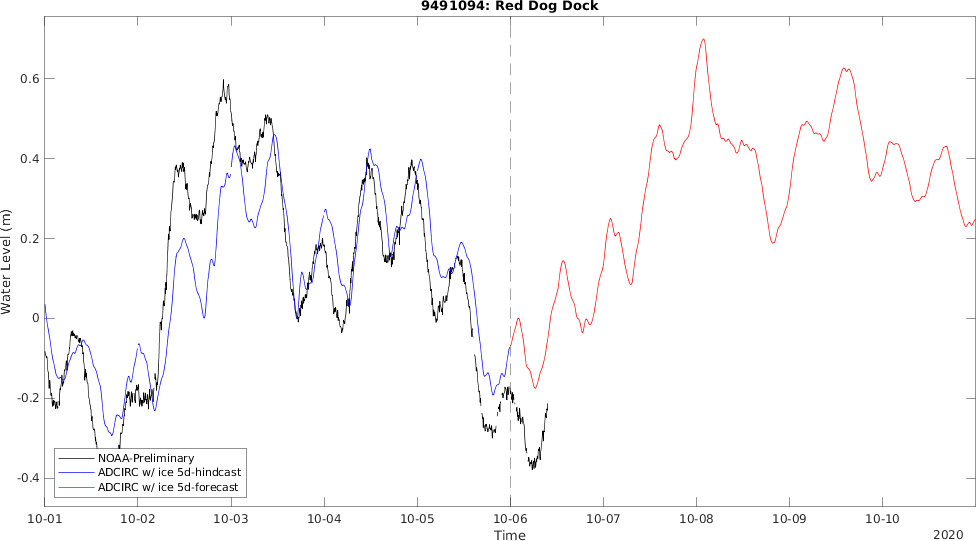 9491094: Red Dog Dock
Water Level (m)
0.6
0.4
0.2
0
-0.2
-0.4
NOAA-Preliminary
ADCIRC w/ ice 5d-hindcast
ADCIRC w/ ice 5d-forecast
10-01 10-02 10-03 10-04 10-05 10-06 10-07 10-08 10-09 10-10
Time
2020